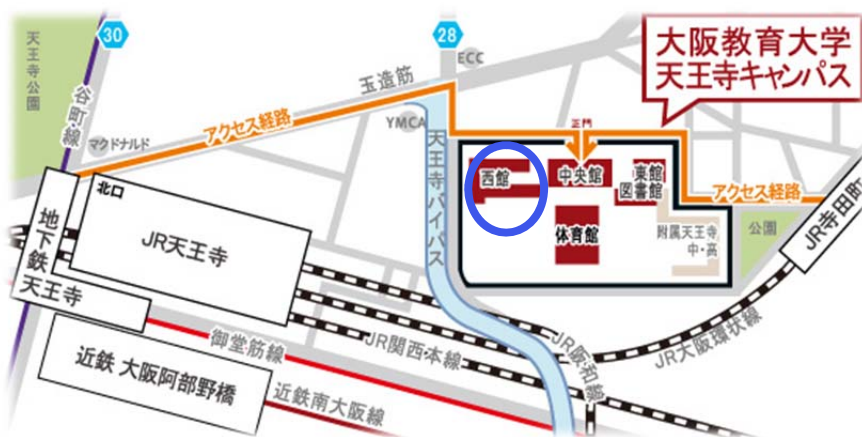 30
28
天王寺公園
谷町線
ECC
玉造筋
大阪教育大学
天王寺キャンパス
アクセス経路
マクドナルド
YMCA
正門
天王寺バイパス
西館
中央館
東館
図書館
アクセス経路
体育館
附属天王寺
中・高
公園
JR寺田町
北口
JR天王寺
地下鉄
天王寺
御堂筋線
JR関西本線
JR阪和線
JR大阪環状線
近鉄 大阪阿部野橋
近鉄南大阪線